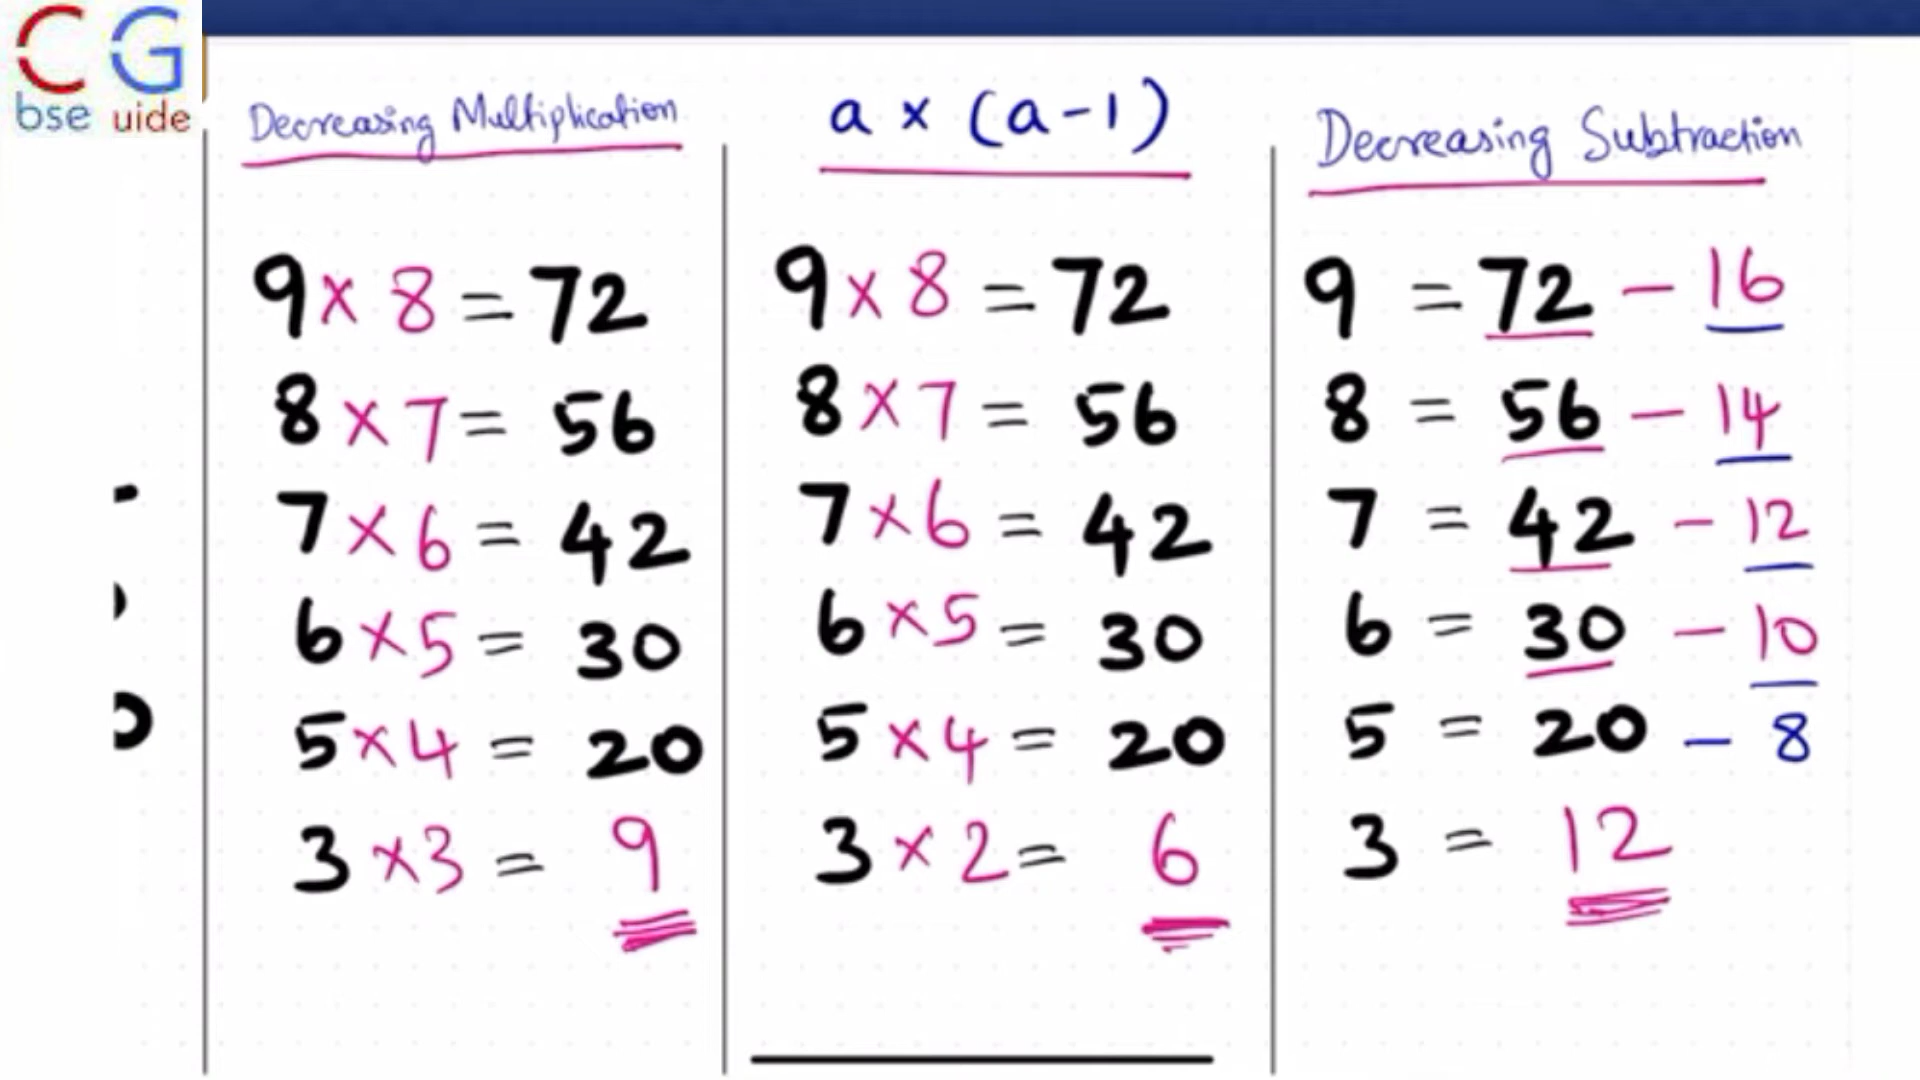 CG
bse uide
Decreasing Multiplication
9 × 8 = 72
8 × 7 = 56
7 × 6 = 42
6 × 5 = 30
5 × 4 = 20
3 × 3 = 9
a × (a - 1)
9 × 8 = 72
8 × 7 = 56
7 × 6 = 42
6 × 5 = 30
5 × 4 = 20
3 × 2 = 6
Decreasing Subtraction
9 = 72 - 16
8 = 56 - 14
7 = 42 - 12
6 = 30 - 10
5 = 20 - 8
3 = 12